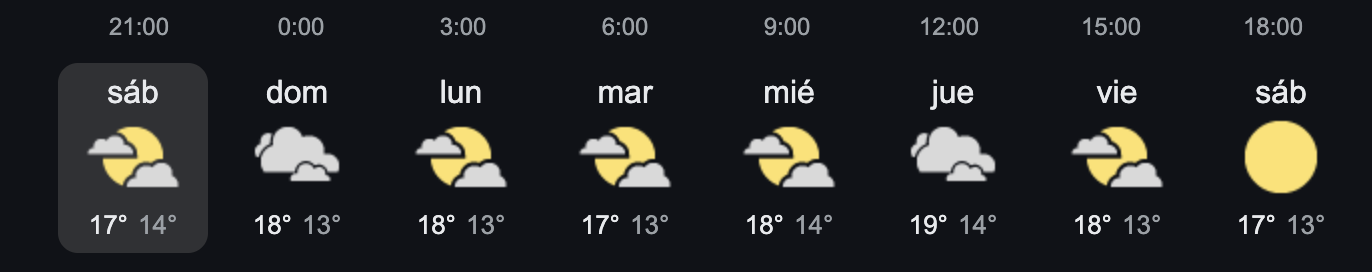 21:00 0:00 3:00 6:00 9:00 12:00 15:00 18:00
sáb dom lun mar mié jue vie sáb
17° 14° 18° 13° 18° 13° 17° 13° 18° 14° 19° 14° 18° 13° 17° 13°